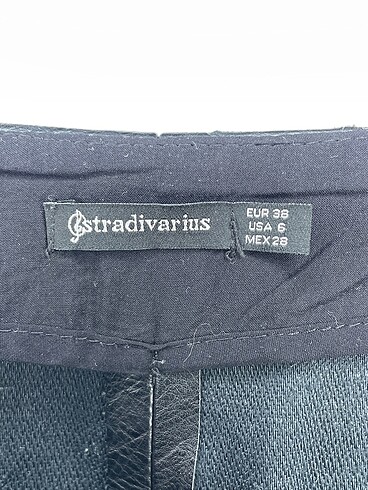 stradivarius
EUR 38
USA 6
MEX 28